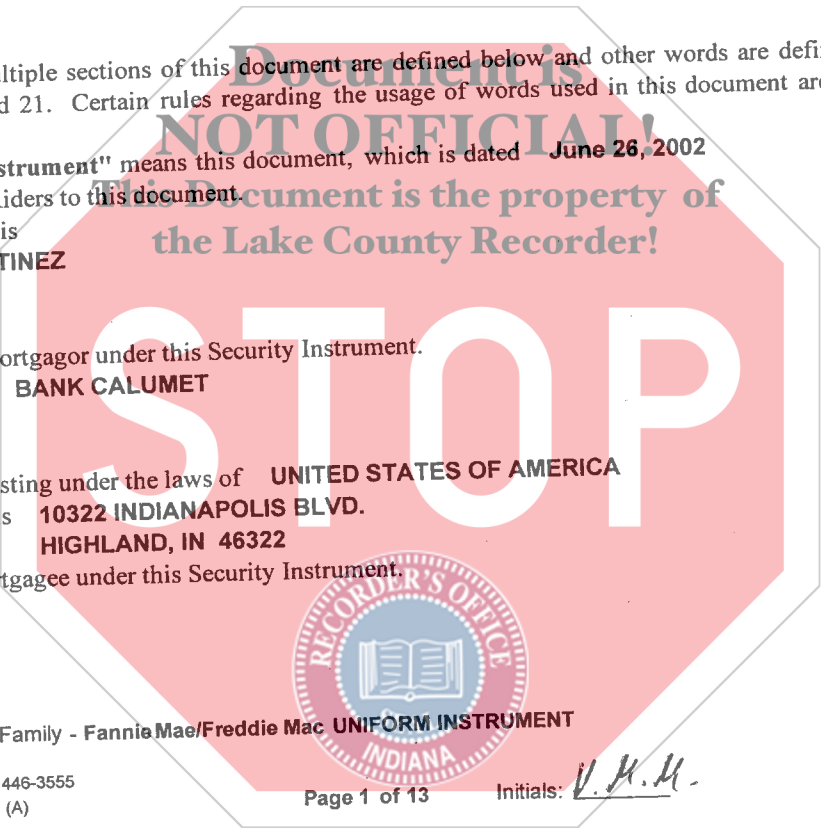 ltiple sections of this document are defined below and other words are defi
d 21. Certain rules regarding the usage of words used in this document are
Document is
NOT OFFICIAL!
This Document is the property of
the Lake County Recorder!
strument" means this document, which is dated June 26, 2002
iders to this document.
is
TINEZ
STOP
ortgagor under this Security Instrument.
BANK CALUMET
sting under the laws of UNITED STATES OF AMERICA
s 10322 INDIANAPOLIS BLVD.
HIGHLAND, IN 46322
tgagee under this Security Instrument.
RECORDER'S OFFICE
INDIANA
Family - Fannie Mae/Freddie Mac UNIFORM INSTRUMENT
446-3555
(A)
Page 1 of 13
Initials: V. M. M.